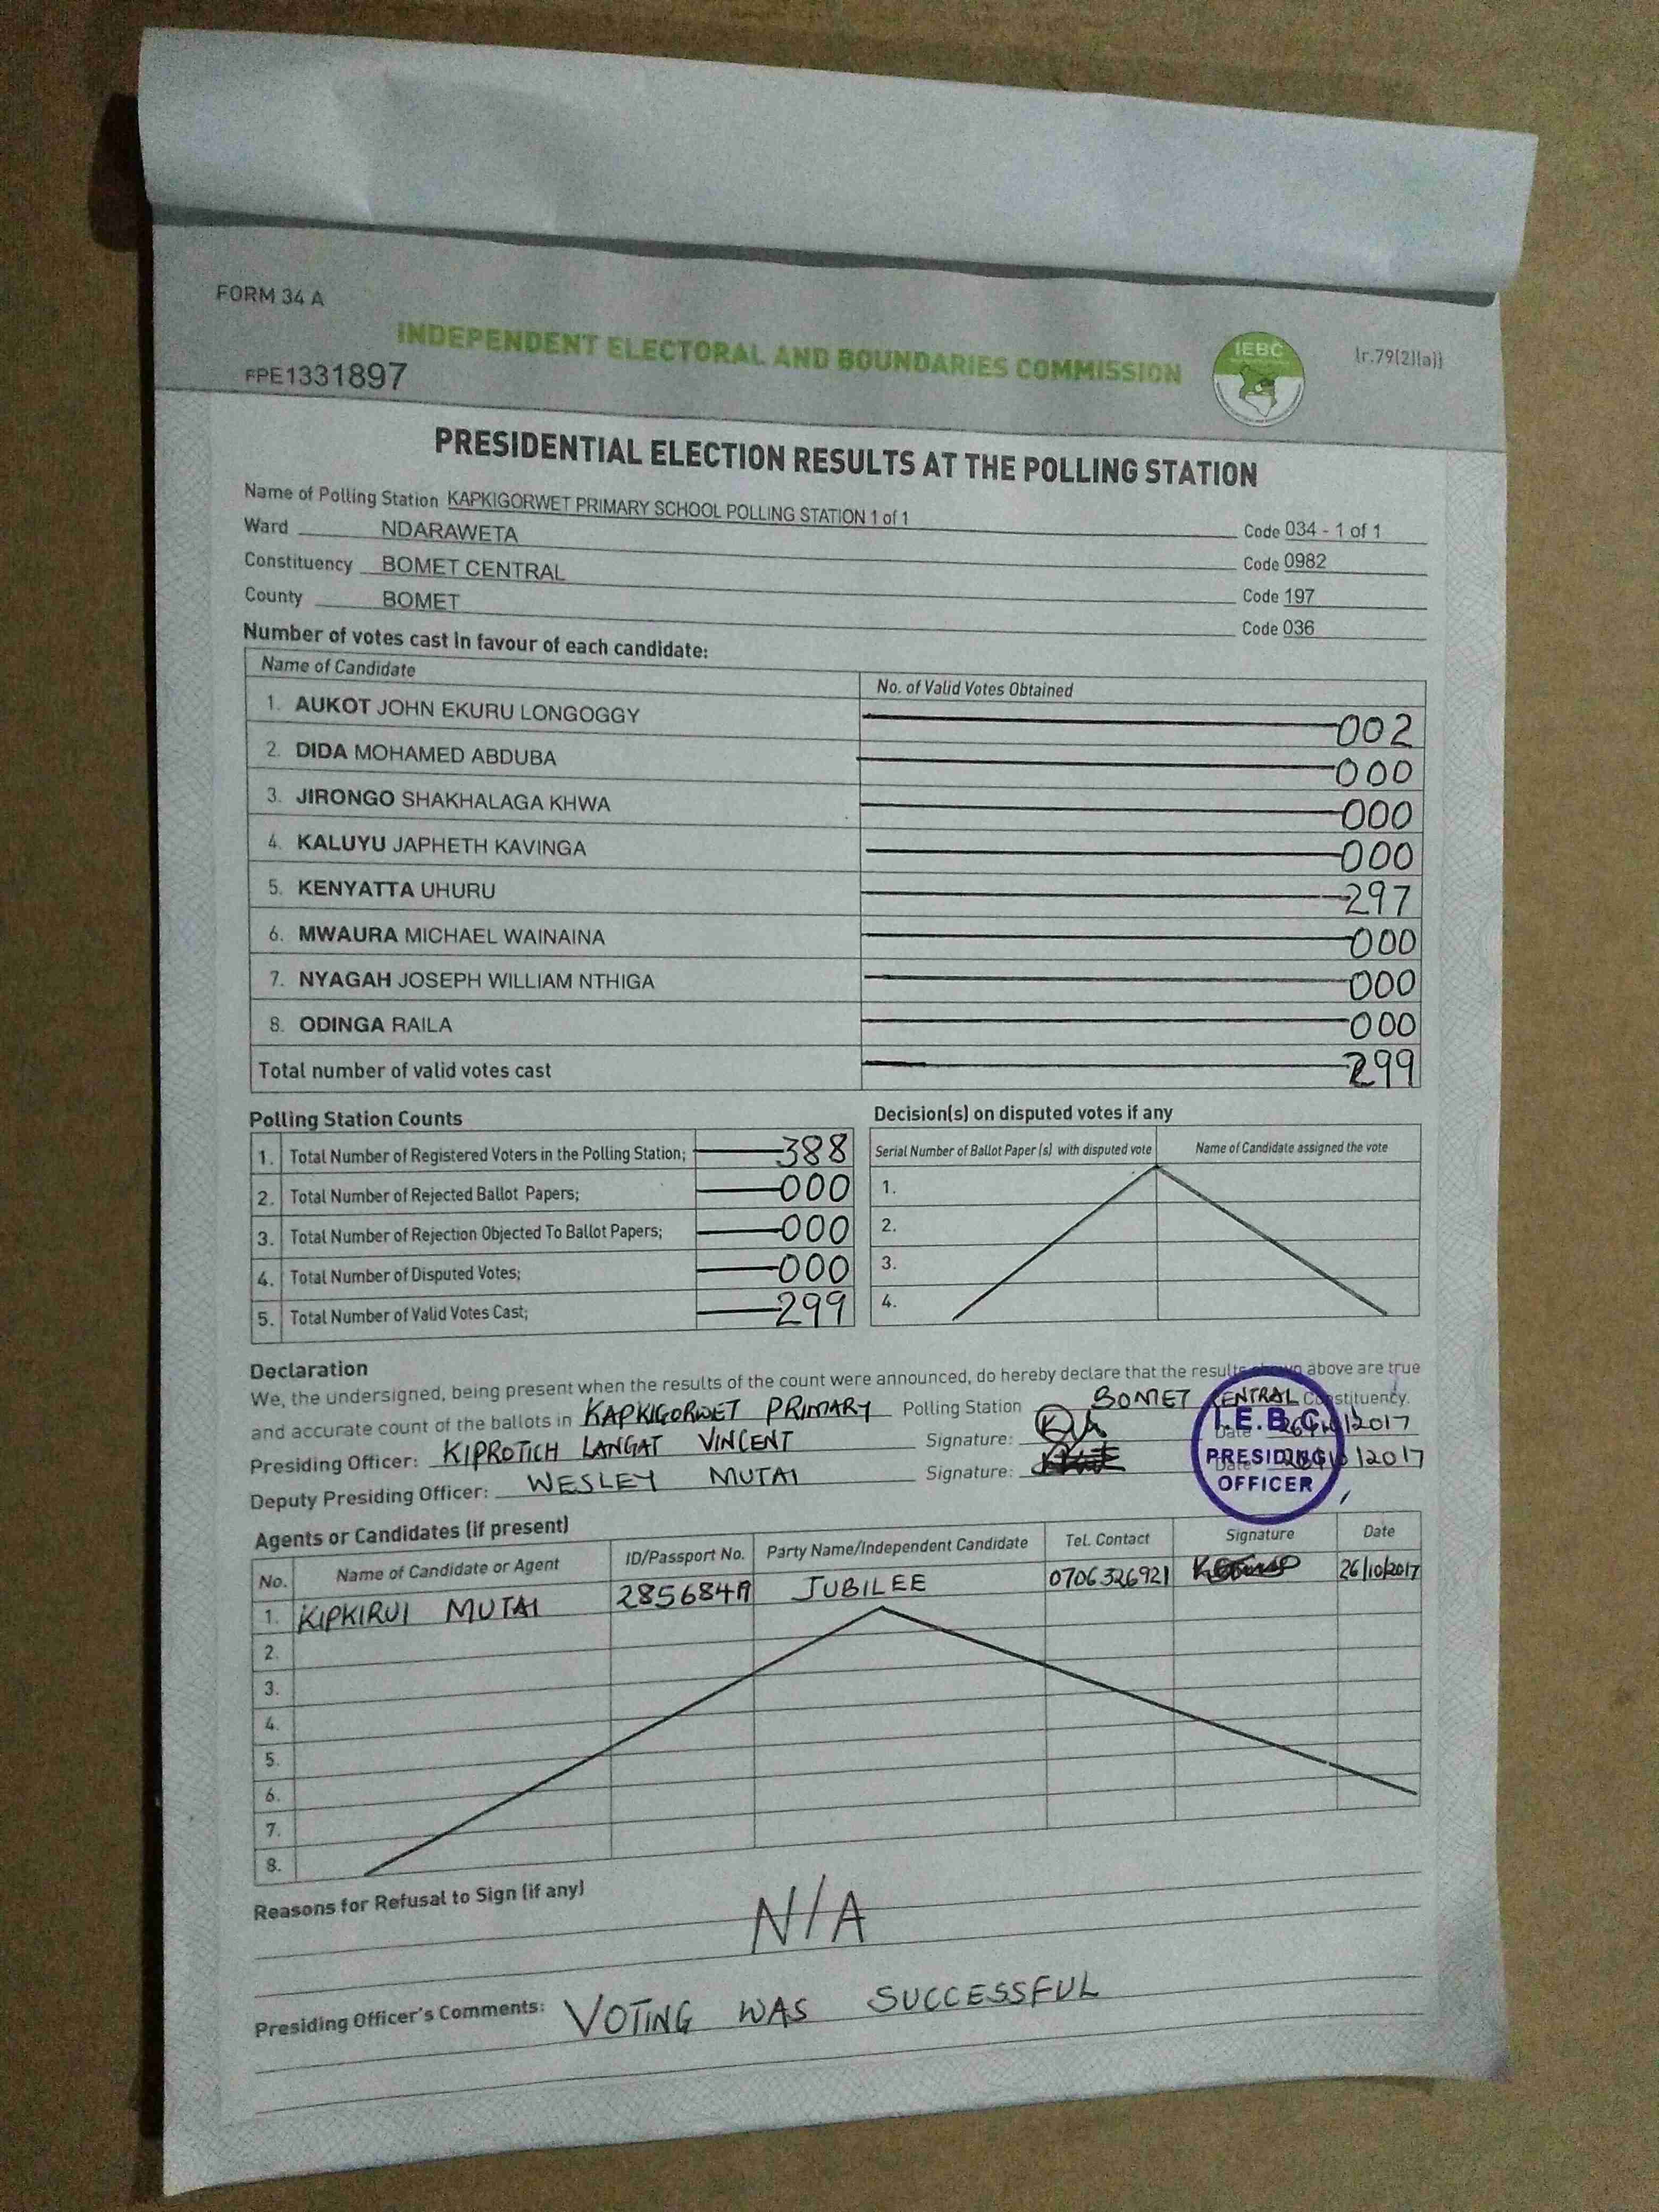 FORM 34 A
INDEPENDENT ELECTORAL AND BOUNDARIES COMMISSION
IEBC
(r.79(2)(a))
FPE1331897
PRESIDENTIAL ELECTION RESULTS AT THE POLLING STATION
Name of Polling Station KAPKIGORWET PRIMARY SCHOOL POLLING STATION 1 of 1 Code 034 - 1 of 1
Ward NDARAWETA Code 0982
Constituency BOMET CENTRAL Code 197
County BOMET Code 036
Number of votes cast in favour of each candidate:
Name of Candidate No. of Valid Votes Obtained
1. AUKOT JOHN EKURU LONGOGGY 002
2. DIDA MOHAMED ABDUBA 000
3. JIRONGO SHAKHALAGA KHWA 000
4. KALUYU JAPHETH KAVINGA 000
5. KENYATTA UHURU 297
6. MWAURA MICHAEL WAINAINA 000
7. NYAGAH JOSEPH WILLIAM NTHIGA 000
8. ODINGA RAILA 000
Total number of valid votes cast 299
Polling Station Counts
1. Total Number of Registered Voters in the Polling Station; 388
2. Total Number of Rejected Ballot Papers; 000
3. Total Number of Rejection Objected To Ballot Papers; 000
4. Total Number of Disputed Votes; 000
5. Total Number of Valid Votes Cast; 299
Decision(s) on disputed votes if any
Serial Number of Ballot Paper (s) with disputed vote Name of Candidate assigned the vote
1.
2.
3.
4.
Declaration
We, the undersigned, being present when the results of the count were announced, do hereby declare that the results shown above are true
and accurate count of the ballots in KAPKIGORWET PRIMARY Polling Station BOMET CENTRAL Constituency.
Presiding Officer: KIPROTICH LANGAT VINCENT Signature: Date 26/10/2017
Deputy Presiding Officer: WESLEY MUTAI Signature: Date 26/10/2017
I.E.B.C
PRESIDING
OFFICER
Agents or Candidates (if present)
No. Name of Candidate or Agent ID/Passport No. Party Name/Independent Candidate Tel. Contact Signature Date
1. KIPKIRUI MUTAI JUBILEE 0706326921 26/10/2017
2.
3.
4.
5.
6.
7.
8.
Reasons for Refusal to Sign (if any)
N/A
Presiding Officer's Comments: VOTING WAS SUCCESSFUL